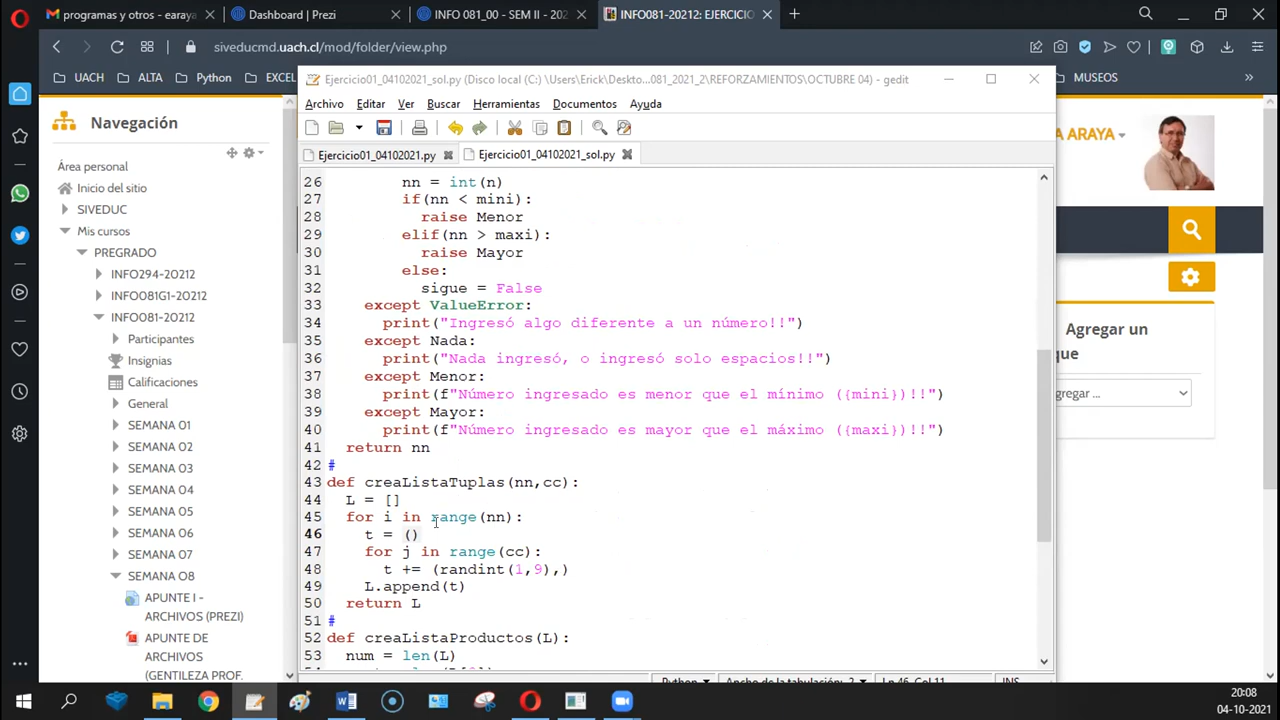 programas y otros - earaya
Dashboard | Prezi
INFO 081_00 - SEM II - 202
INFO081-20212: EJERCICIO
siveducmd.uach.cl/mod/folder/view.php
UACH
ALTA
Python
EXCEL
MUSEOS
Navegación
Área personal
Inicio del sitio
SIVEDUC
Mis cursos
PREGRADO
INFO294-20212
INFO081G1-20212
INFO081-20212
Participantes
Insignias
Calificaciones
General
SEMANA 01
SEMANA 02
SEMANA 03
SEMANA 04
SEMANA 05
SEMANA 06
SEMANA 07
SEMANA 08
APUNTE I -
ARCHIVOS (PREZI)
APUNTE DE
ARCHIVOS
(GENTILEZA PROF.
Ejercicio01_04102021_sol.py (Disco local (C:) \Users\Erick\Deskto...081_2021_2\REFORZAMIENTOS\OCTUBRE 04) - gedit
Archivo Editar Ver Buscar Herramientas Documentos Ayuda
Ejercicio01_04102021.py
Ejercicio01_04102021_sol.py
26 nn = int(n)
27 if(nn < mini):
28 raise Menor
29 elif(nn > maxi):
30 raise Mayor
31 else:
32 sigue = False
33 except ValueError:
34 print("Ingresó algo diferente a un número!!")
35 except Nada:
36 print("Nada ingresó, o ingresó solo espacios!!")
37 except Menor:
38 print(f"Número ingresado es menor que el mínimo ({mini})!!")
39 except Mayor:
40 print(f"Número ingresado es mayor que el máximo ({maxi})!!")
41 return nn
42 #
43 def creaListaTuplas(nn,cc):
44 L = []
45 for i in range(nn):
46 t = ()
47 for j in range(cc):
48 t += (randint(1,9),)
49 L.append(t)
50 return L
51 #
52 def creaListaProductos(L):
53 num = len(L)
Python
Ancho de la tabulación: 2
Ln 46, Col 11
INS
A ARAYA
Agregar un
que
gregar ...
20:08
04-10-2021